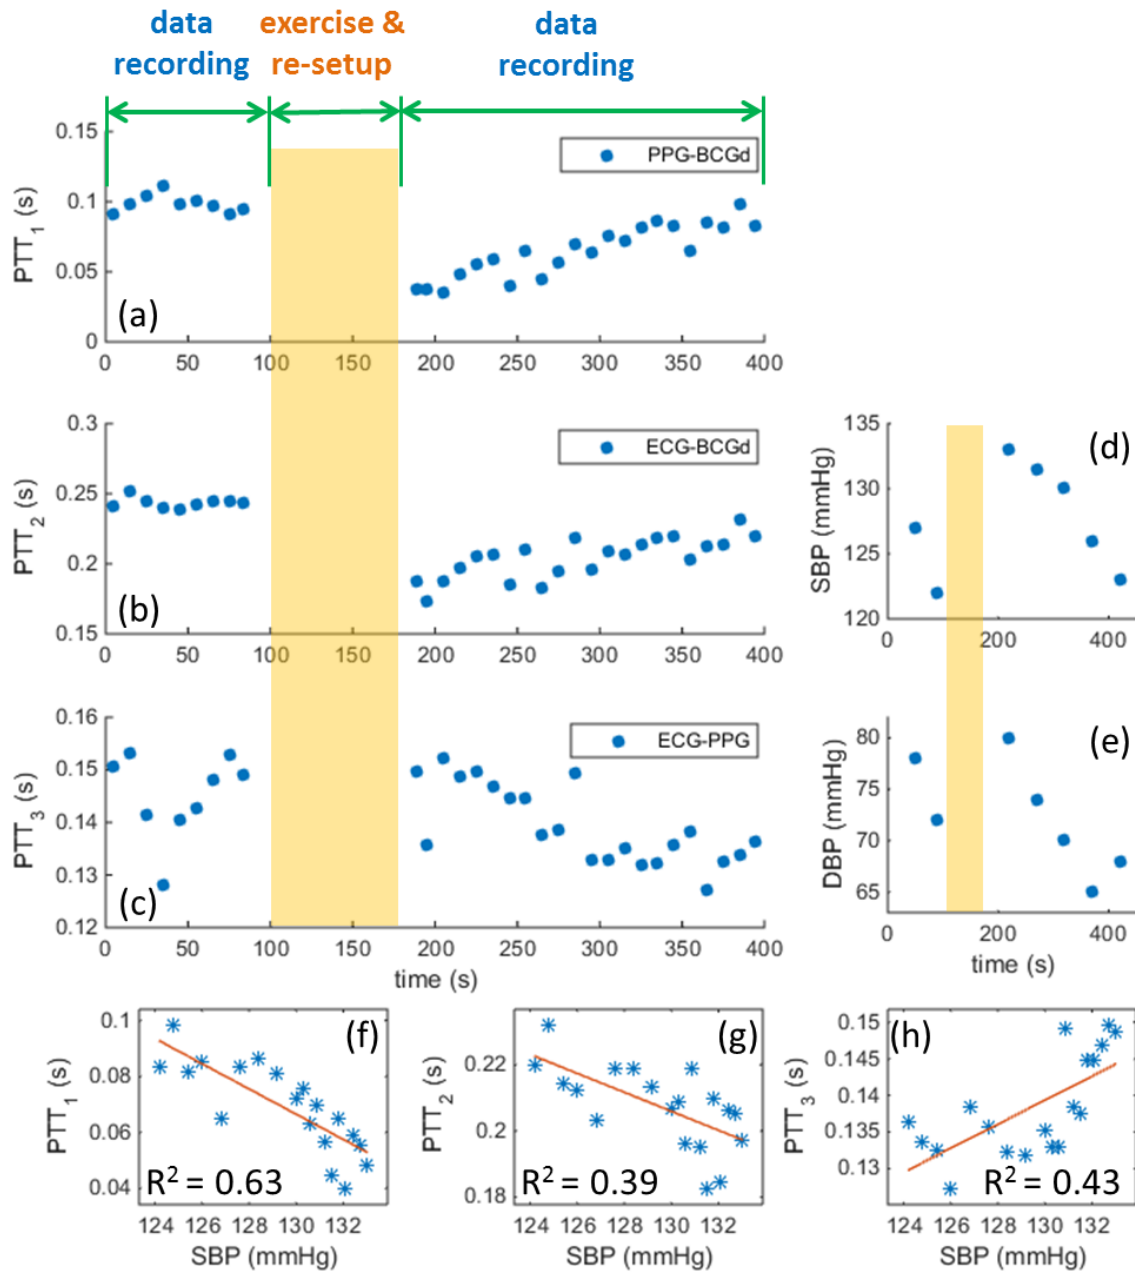 data recording
exercise & re-setup
data recording
0.15
0.1
0.05
0
PTT1 (s)
PPG-BCGd
(a)
0 50 100 150 200 250 300 350 400
0.3
0.25
0.2
0.15
PTT2 (s)
ECG-BCGd
(b)
0 50 100 150 200 250 300 350 400
135
130
125
120
SBP (mmHg)
(d)
0 200 400
0.16
0.15
0.14
0.13
0.12
PTT3 (s)
ECG-PPG
(c)
0 50 100 150 200 250 300 350 400
time (s)
80
75
70
65
DBP (mmHg)
(e)
0 200 400
time (s)
0.1
0.08
0.06
0.04
PTT1 (s)
(f)
R² = 0.63
124 126 128 130 132
SBP (mmHg)
0.22
0.2
0.18
PTT2 (s)
(g)
R² = 0.39
124 126 128 130 132
SBP (mmHg)
0.15
0.145
0.14
0.135
0.13
PTT3 (s)
(h)
R² = 0.43
124 126 128 130 132
SBP (mmHg)